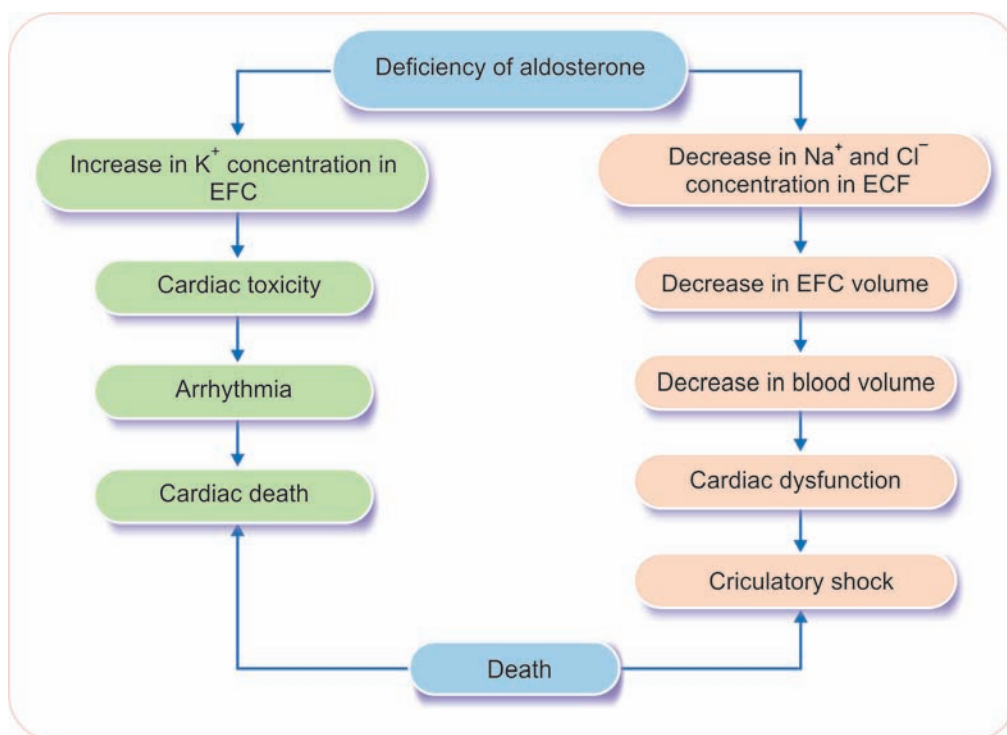 Deficiency of aldosterone
Increase in K⁺ concentration in
EFC
Cardiac toxicity
Arrhythmia
Cardiac death
Decrease in Na⁺ and Cl⁻
concentration in ECF
Decrease in EFC volume
Decrease in blood volume
Cardiac dysfunction
Criculatory shock
Death